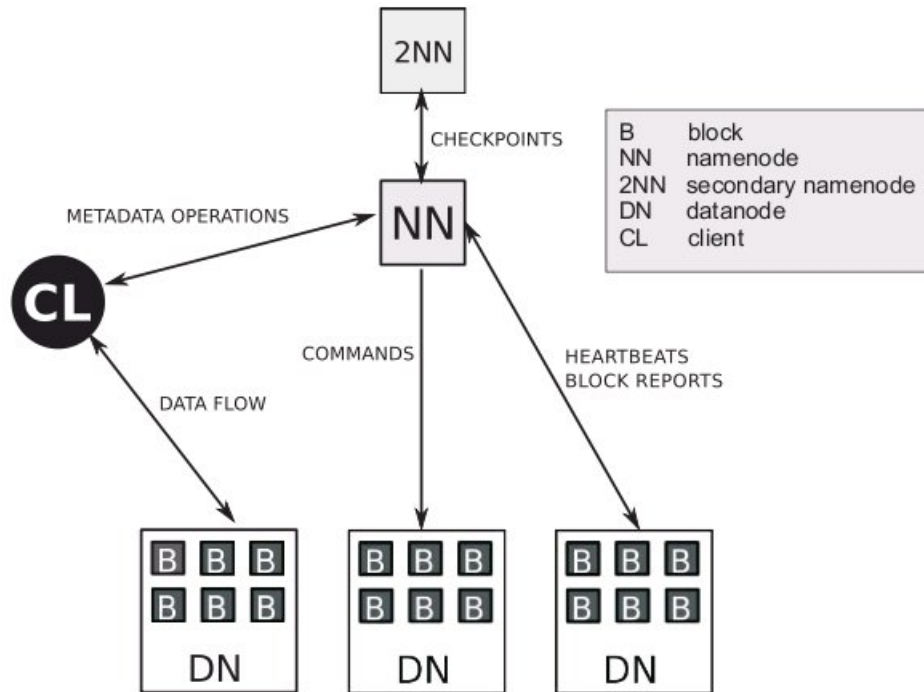 2NN
CHECKPOINTS
B block
NN namenode
2NN secondary namenode
DN datanode
CL client
METADATA OPERATIONS
NN
CL
COMMANDS
HEARTBEATS
BLOCK REPORTS
DATA FLOW
B B B
B B B
DN
B B B
B B B
DN
B B B
B B B
DN